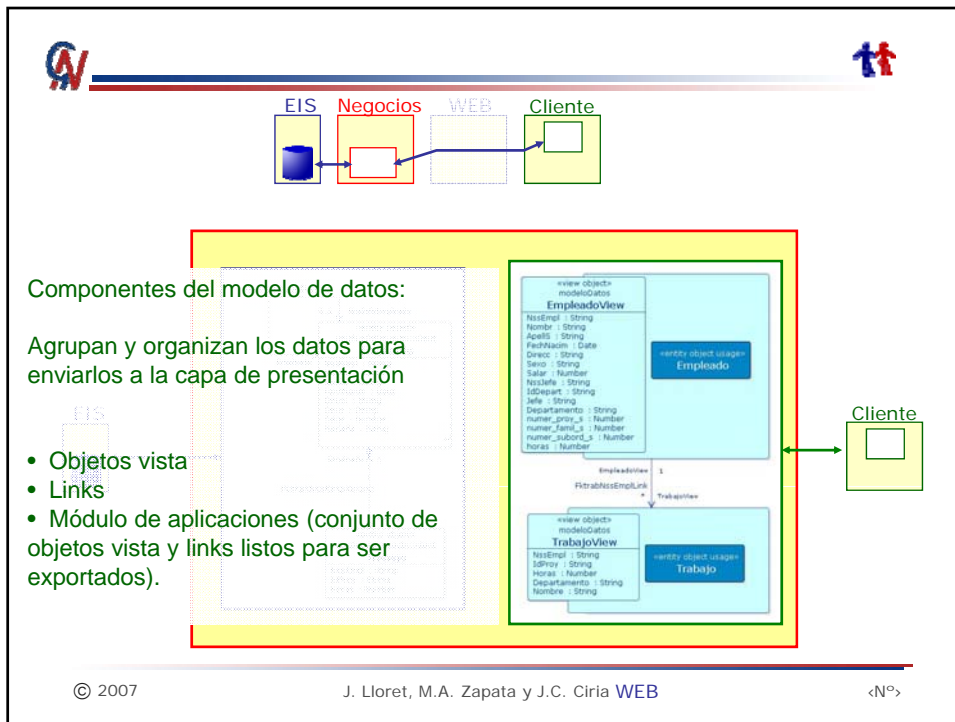 EIS
Negocios
WEB
Cliente
Componentes del modelo de datos:
Agrupan y organizan los datos para
enviarlos a la capa de presentación
• Objetos vista
• Links
• Módulo de aplicaciones (conjunto de
objetos vista y links listos para ser
exportados).
EIS
«view object»
modeloDatos
EmpleadoView
NssEmpl : String
Nombr : String
ApellS : String
FechNacim : Date
Direcc : String
Sexo : String
Salar : Number
NssJefe : String
IdDepart : String
Jefe : String
Departamento : String
numer_proy_s : Number
numer_famil_s : Number
numer_subord_s : Number
horas : Number
«entity object usage»
Empleado
EmpleadoView 1
FktrabNssEmplLink
* TrabajoView
«view object»
modeloDatos
TrabajoView
NssEmpl : String
IdProy : String
Horas : Number
Departamento : String
Nombre : String
«entity object usage»
Trabajo
Cliente
© 2007
J. Lloret, M.A. Zapata y J.C. Ciria WEB
‹Nº›